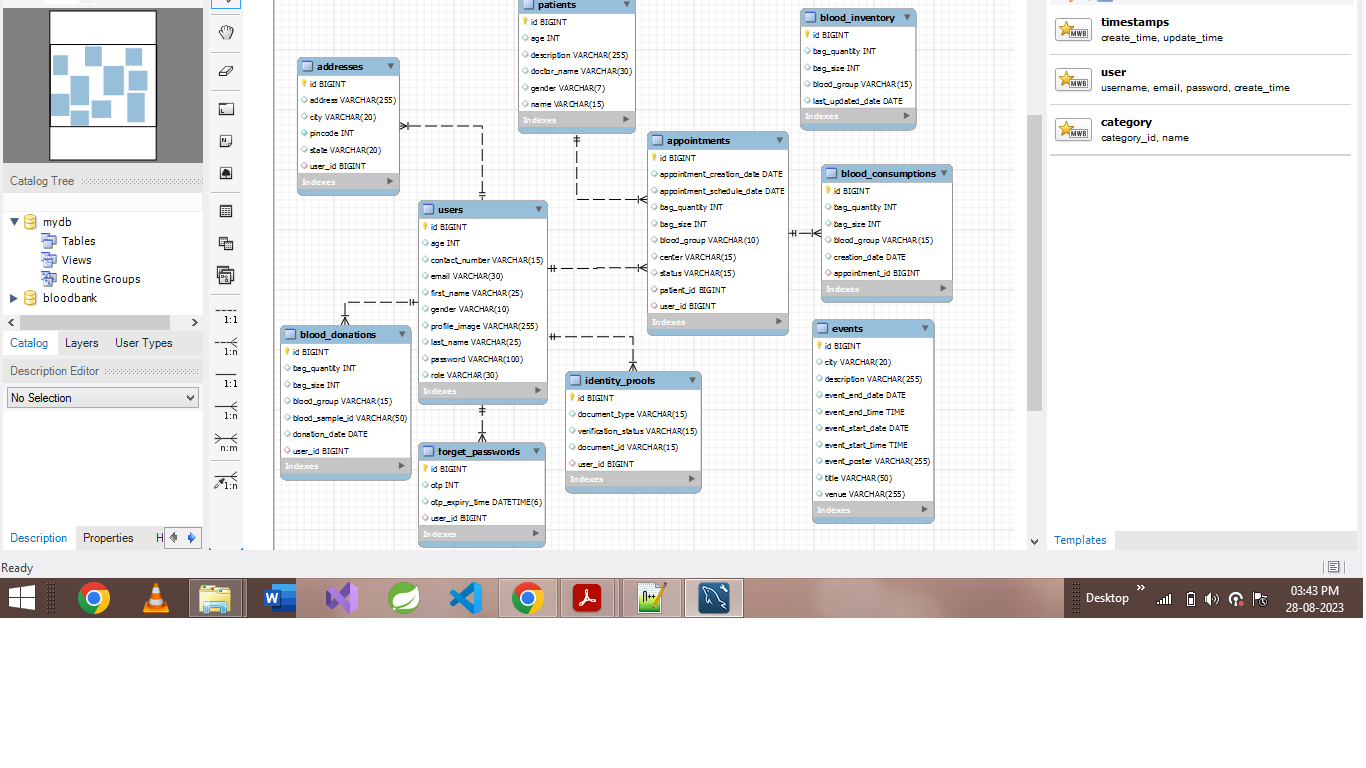 Catalog Tree
mydb
Tables
Views
Routine Groups
bloodbank
Catalog
Layers
User Types
Description Editor
No Selection
Description
Properties
H
1:1
1:n
1:1
1:n
n:m
1:n
patients
id BIGINT
age INT
description VARCHAR(255)
doctor_name VARCHAR(30)
gender VARCHAR(7)
name VARCHAR(15)
Indexes
blood_inventory
id BIGINT
bag_quantity INT
bag_size INT
blood_group VARCHAR(15)
last_updated_date DATE
Indexes
addresses
id BIGINT
address VARCHAR(255)
city VARCHAR(20)
pincode INT
state VARCHAR(20)
user_id BIGINT
Indexes
appointments
id BIGINT
appointment_creation_date DATE
appointment_schedule_date DATE
bag_quantity INT
bag_size INT
blood_group VARCHAR(10)
center VARCHAR(15)
status VARCHAR(15)
patient_id BIGINT
user_id BIGINT
Indexes
blood_consumptions
id BIGINT
bag_quantity INT
bag_size INT
blood_group VARCHAR(15)
creation_date DATE
appointment_id BIGINT
Indexes
users
id BIGINT
age INT
contact_number VARCHAR(15)
email VARCHAR(30)
first_name VARCHAR(25)
gender VARCHAR(10)
profile_image VARCHAR(255)
last_name VARCHAR(25)
password VARCHAR(100)
role VARCHAR(30)
Indexes
blood_donations
id BIGINT
bag_quantity INT
bag_size INT
blood_group VARCHAR(15)
blood_sample_id VARCHAR(50)
donation_date DATE
user_id BIGINT
Indexes
events
id BIGINT
city VARCHAR(20)
description VARCHAR(255)
event_end_date DATE
event_end_time TIME
event_start_date DATE
event_start_time TIME
event_poster VARCHAR(255)
title VARCHAR(50)
venue VARCHAR(255)
Indexes
identity_proofs
id BIGINT
document_type VARCHAR(15)
verification_status VARCHAR(15)
document_id VARCHAR(15)
user_id BIGINT
Indexes
forget_passwords
id BIGINT
otp INT
otp_expiry_time DATETIME(6)
user_id BIGINT
Indexes
MWB
timestamps
create_time, update_time
MWB
user
username, email, password, create_time
MWB
category
category_id, name
Templates
Ready
Desktop
03:43 PM
28-08-2023